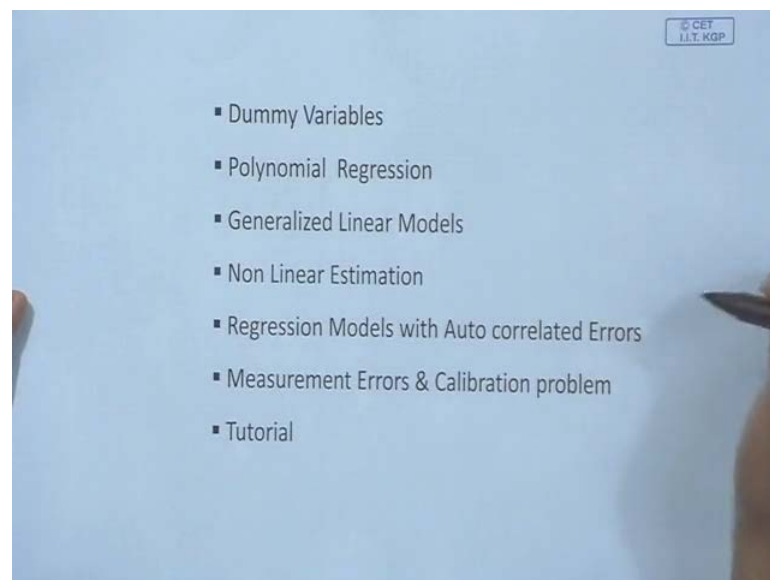 © CET
I.I.T. KGP
▪ Dummy Variables
▪ Polynomial Regression
▪ Generalized Linear Models
▪ Non Linear Estimation
▪ Regression Models with Auto correlated Errors
▪ Measurement Errors & Calibration problem
▪ Tutorial